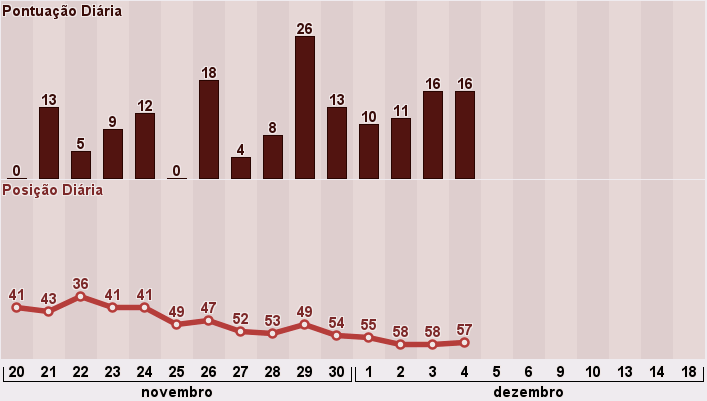 Pontuação Diária
0 13 5 9 12 0 18 4 8 26 13 10 11 16 16
Posição Diária
41 43 36 41 41 49 47 52 53 49 54 55 58 58 57
20 21 22 23 24 25 26 27 28 29 30 1 2 3 4 5 6 9 10 13 14 18
novembro dezembro